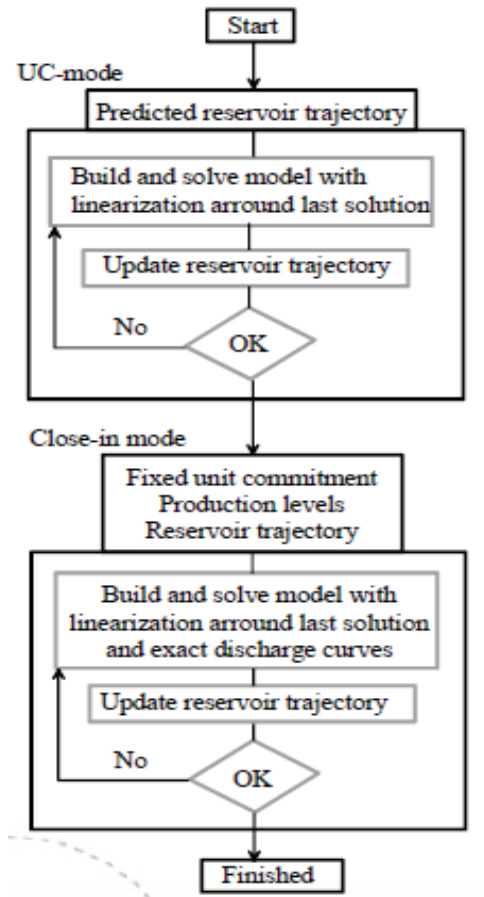 Start
UC-mode
Predicted reservoir trajectory
Build and solve model with
linearization arround last solution
Update reservoir trajectory
No
OK
Close-in mode
Fixed unit commitment
Production levels
Reservoir trajectory
Build and solve model with
linearization arround last solution
and exact discharge curves
Update reservoir trajectory
No
OK
Finished